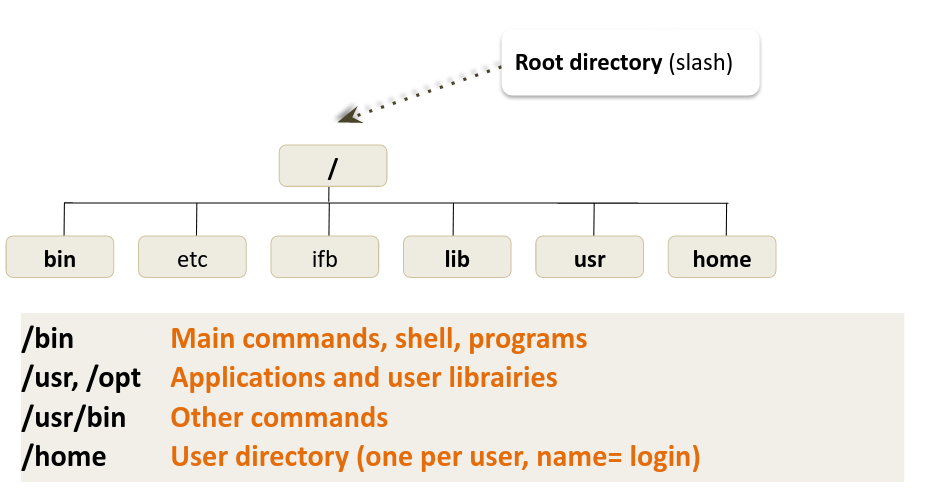 Root directory (slash)
/
bin etc ifb lib usr home
/bin Main commands, shell, programs
/usr, /opt Applications and user librairies
/usr/bin Other commands
/home User directory (one per user, name= login)